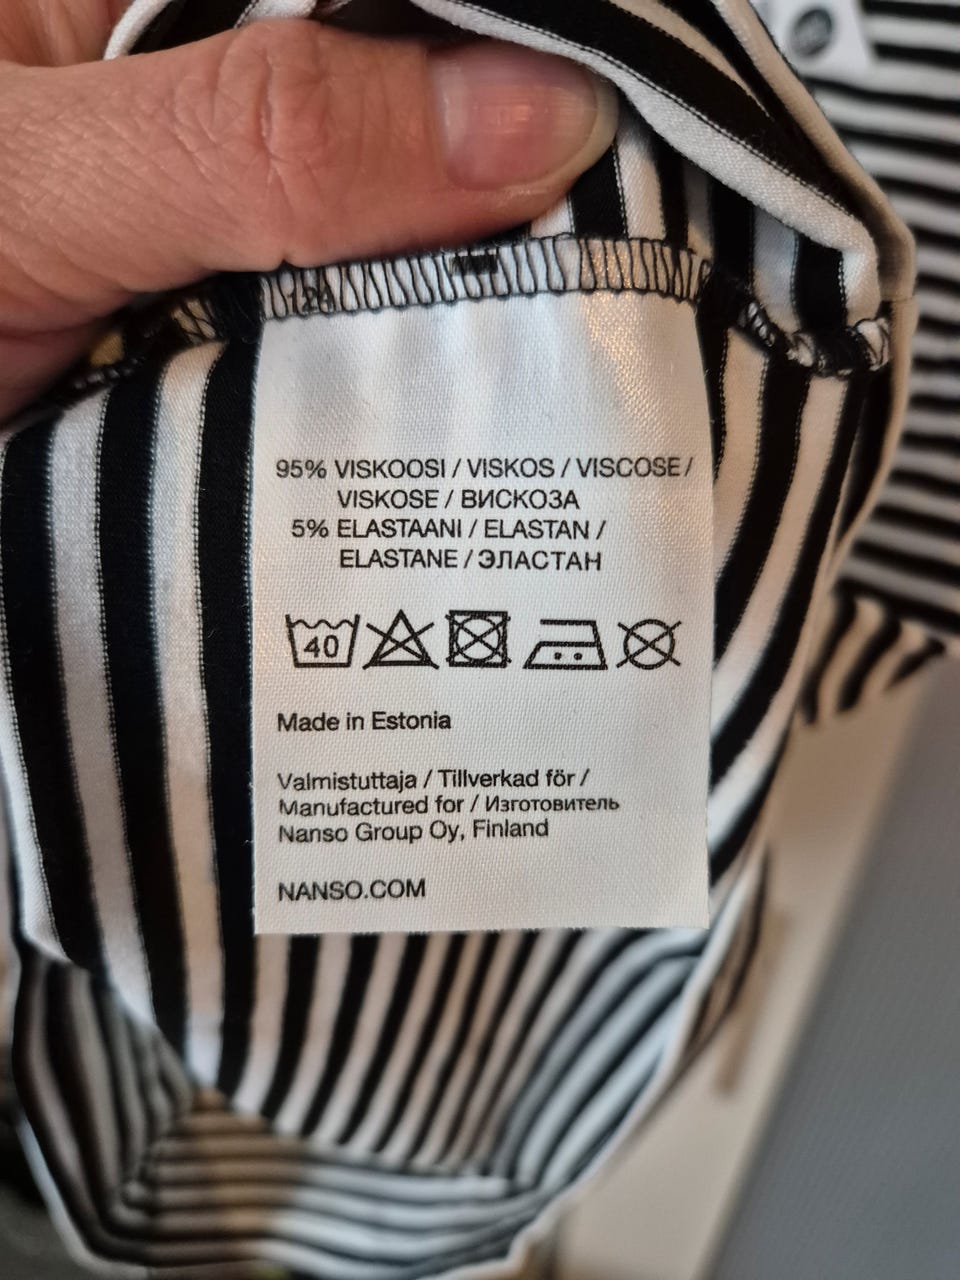 95% VISKOOSI / VISKOS / VISCOSE /
VISKOSE / ВИСКОЗА
5% ELASTAANI / ELASTAN /
ELASTANE / ЭЛАСТАН
40
Made in Estonia
Valmistuttaja / Tillverkad för /
Manufactured for / Изготовитель
Nanso Group Oy, Finland
NANSO.COM